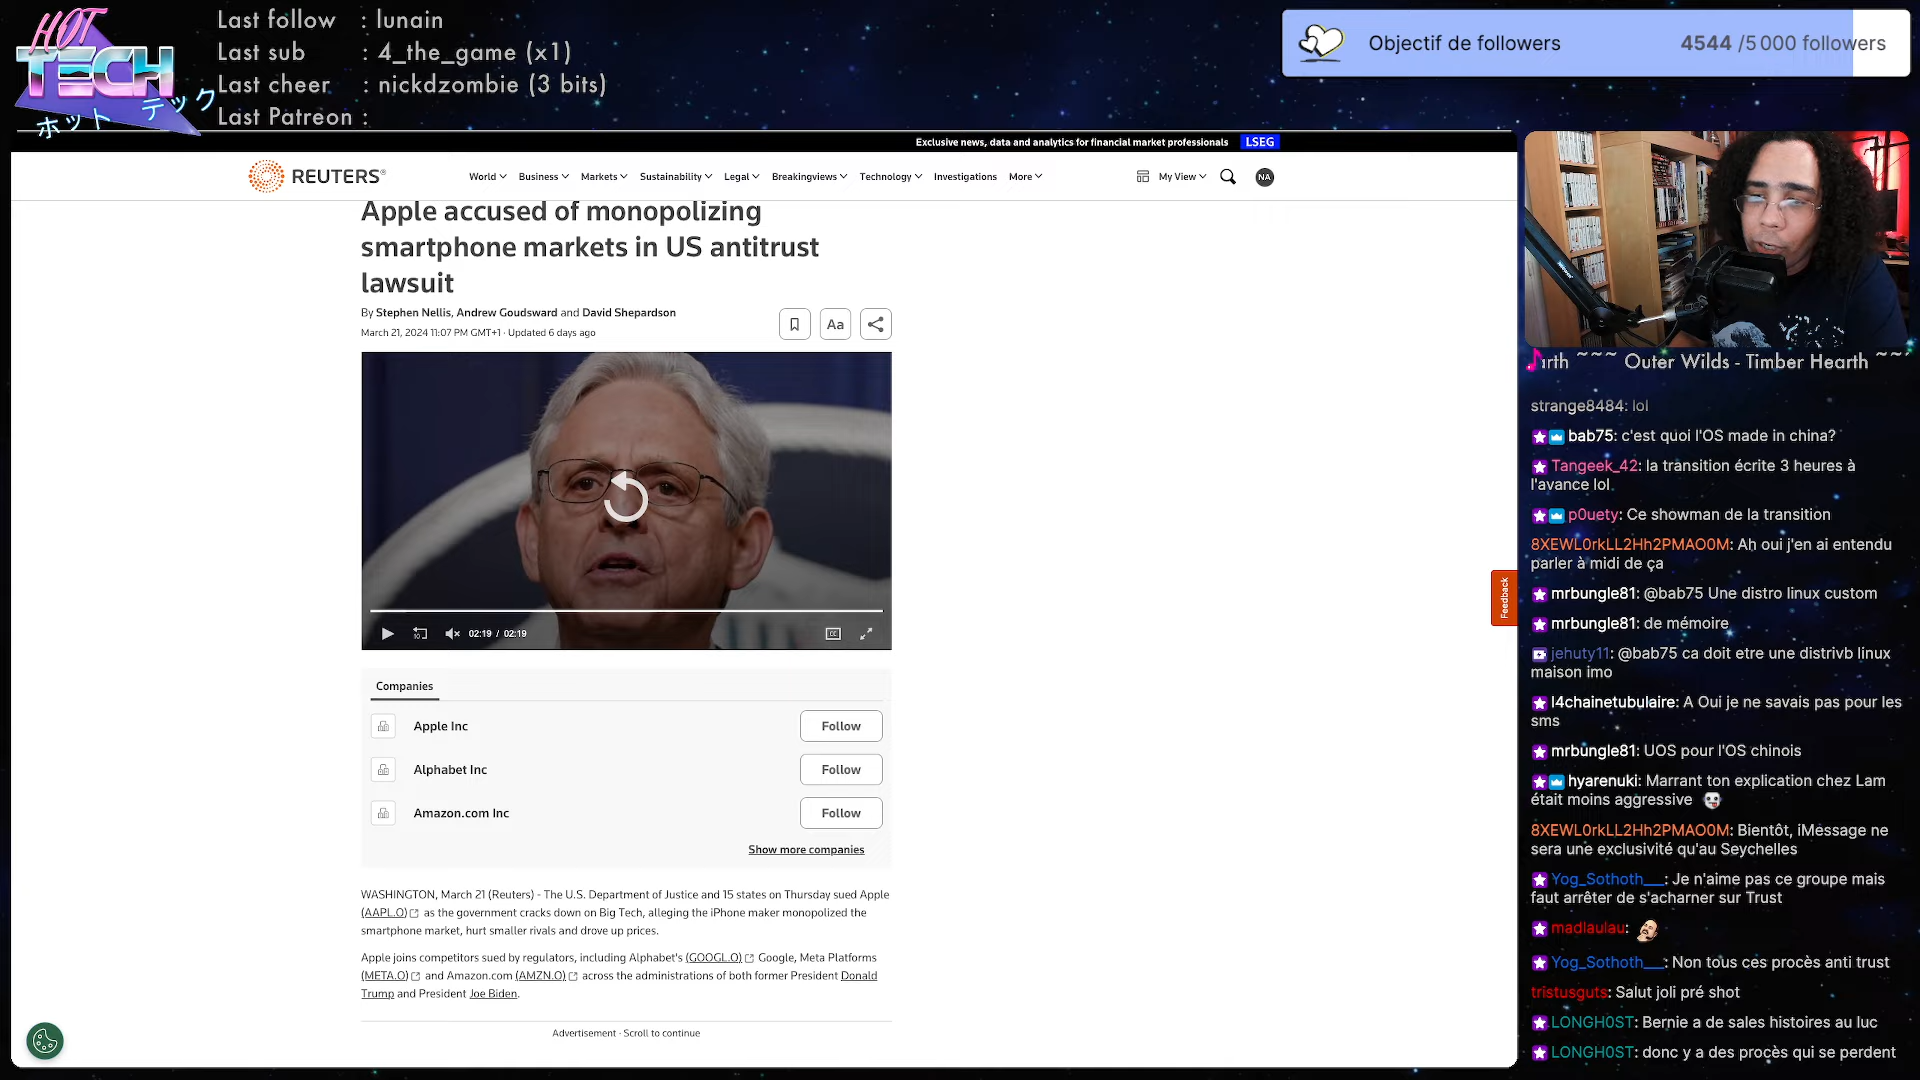 HOT
TECH
ホット テック
Last follow : lunain
Last sub : 4_the_game (x1)
Last cheer : nickdzombie (3 bits)
Last Patreon :
Objectif de followers 4544 /5 000 followers
Exclusive news, data and analytics for financial market professionals LSEG
REUTERS®
World Business Markets Sustainability Legal Breakingviews Technology Investigations More
My View NA
Apple accused of monopolizing
smartphone markets in US antitrust
lawsuit
By Stephen Nellis, Andrew Goudsward and David Shepardson
March 21, 2024 11:07 PM GMT+1 · Updated 6 days ago
Aa
10 02:19 / 02:19 CC
Companies
Apple Inc Follow
Alphabet Inc Follow
Amazon.com Inc Follow
Show more companies
WASHINGTON, March 21 (Reuters) - The U.S. Department of Justice and 15 states on Thursday sued Apple
(AAPL.O) as the government cracks down on Big Tech, alleging the iPhone maker monopolized the
smartphone market, hurt smaller rivals and drove up prices.
Apple joins competitors sued by regulators, including Alphabet's (GOOGL.O) Google, Meta Platforms
(META.O) and Amazon.com (AMZN.O) across the administrations of both former President Donald
Trump and President Joe Biden.
Advertisement · Scroll to continue
Feedback
arth ~~~ Outer Wilds - Timber Hearth ~~~
strange8484: lol
bab75: c'est quoi l'OS made in china?
Tangeek_42: la transition écrite 3 heures à
l'avance lol
p0uety: Ce showman de la transition
8XEWL0rkLL2Hh2PMAO0M: Ah oui j'en ai entendu
parler à midi de ça
mrbungle81: @bab75 Une distro linux custom
mrbungle81: de mémoire
jehuty11: @bab75 ca doit etre une distrivb linux
maison imo
l4chainetubulaire: A Oui je ne savais pas pour les
sms
mrbungle81: UOS pour l'OS chinois
hyarenuki: Marrant ton explication chez Lam
était moins aggressive
8XEWL0rkLL2Hh2PMAO0M: Bientôt, iMessage ne
sera une exclusivité qu'au Seychelles
Yog_Sothoth___: Je n'aime pas ce groupe mais
faut arrêter de s'acharner sur Trust
madlaulau:
Yog_Sothoth___: Non tous ces procès anti trust
tristusguts: Salut joli pré shot
LONGH0ST: Bernie a de sales histoires au luc
LONGH0ST: donc y a des procès qui se perdent